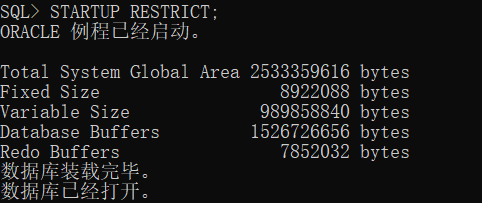 SQL> STARTUP RESTRICT;
ORACLE 例程已经启动。
Total System Global Area 2533359616 bytes
Fixed Size 8922088 bytes
Variable Size 989858840 bytes
Database Buffers 1526726656 bytes
Redo Buffers 7852032 bytes
数据库装载完毕。
数据库已经打开。